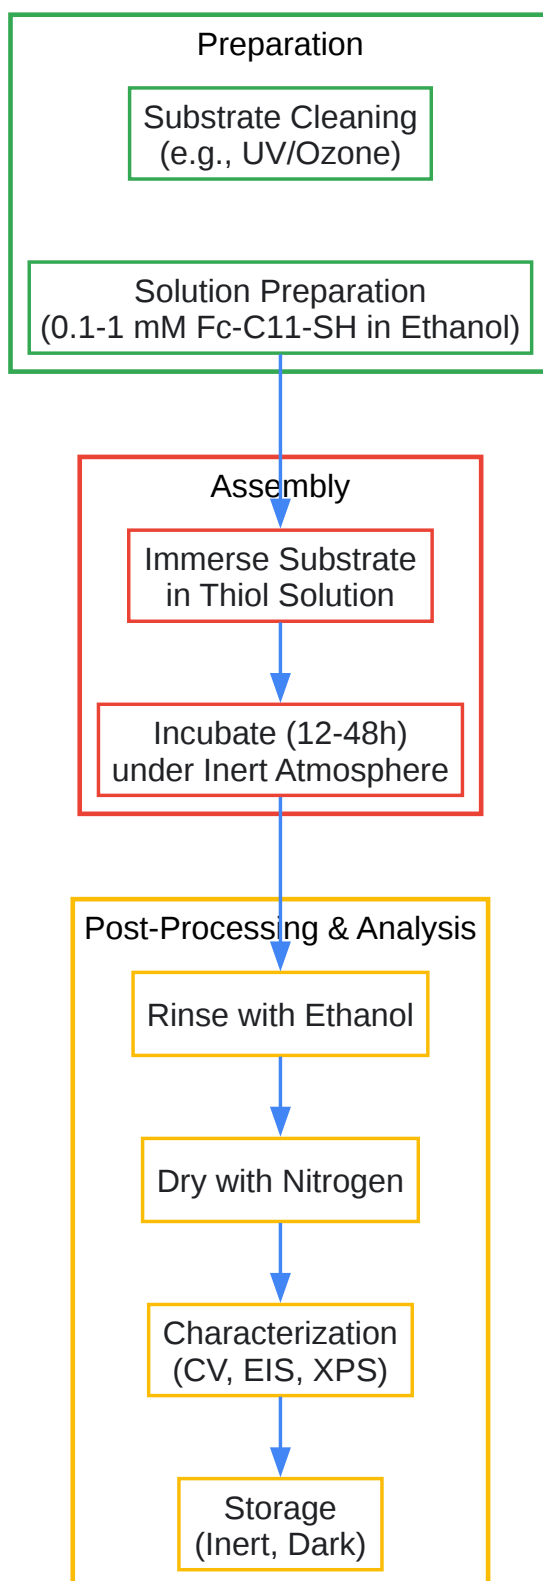 Preparation
Substrate Cleaning
(e.g., UV/Ozone)
Solution Preparation
(0.1-1 mM Fc-C11-SH in Ethanol)
Assembly
Immerse Substrate
in Thiol Solution
Incubate (12-48h)
under Inert Atmosphere
Post-Processing & Analysis
Rinse with Ethanol
Dry with Nitrogen
Characterization
(CV, EIS, XPS)
Storage
(Inert, Dark)